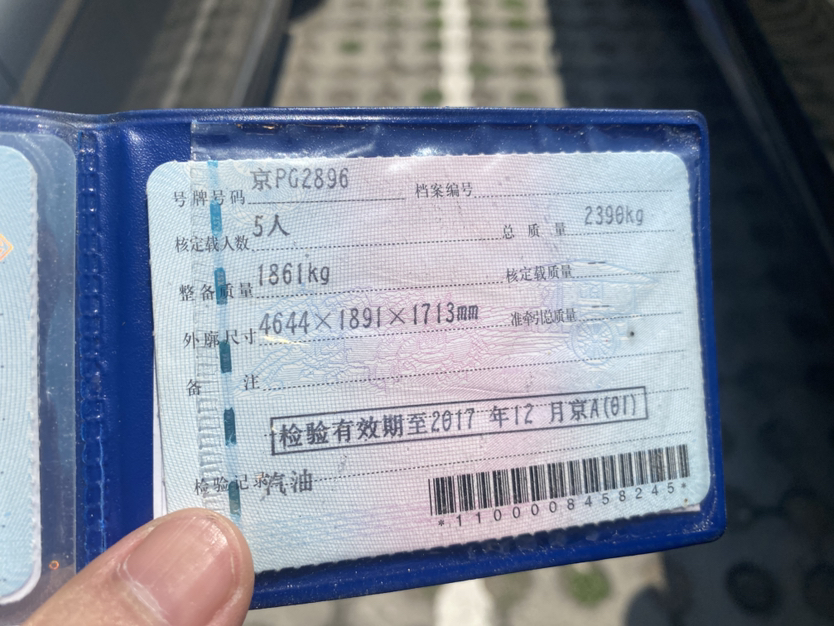 号牌号码 京PG2896 档案编号
核定载人数 5人 总质量 2390kg
整备质量 1861kg 核定载质量
外廓尺寸 4644×1891×1713mm 准牵引总质量
备注
检验有效期至2017年12月京A(01)
检验记录 汽油
*1100008458245*